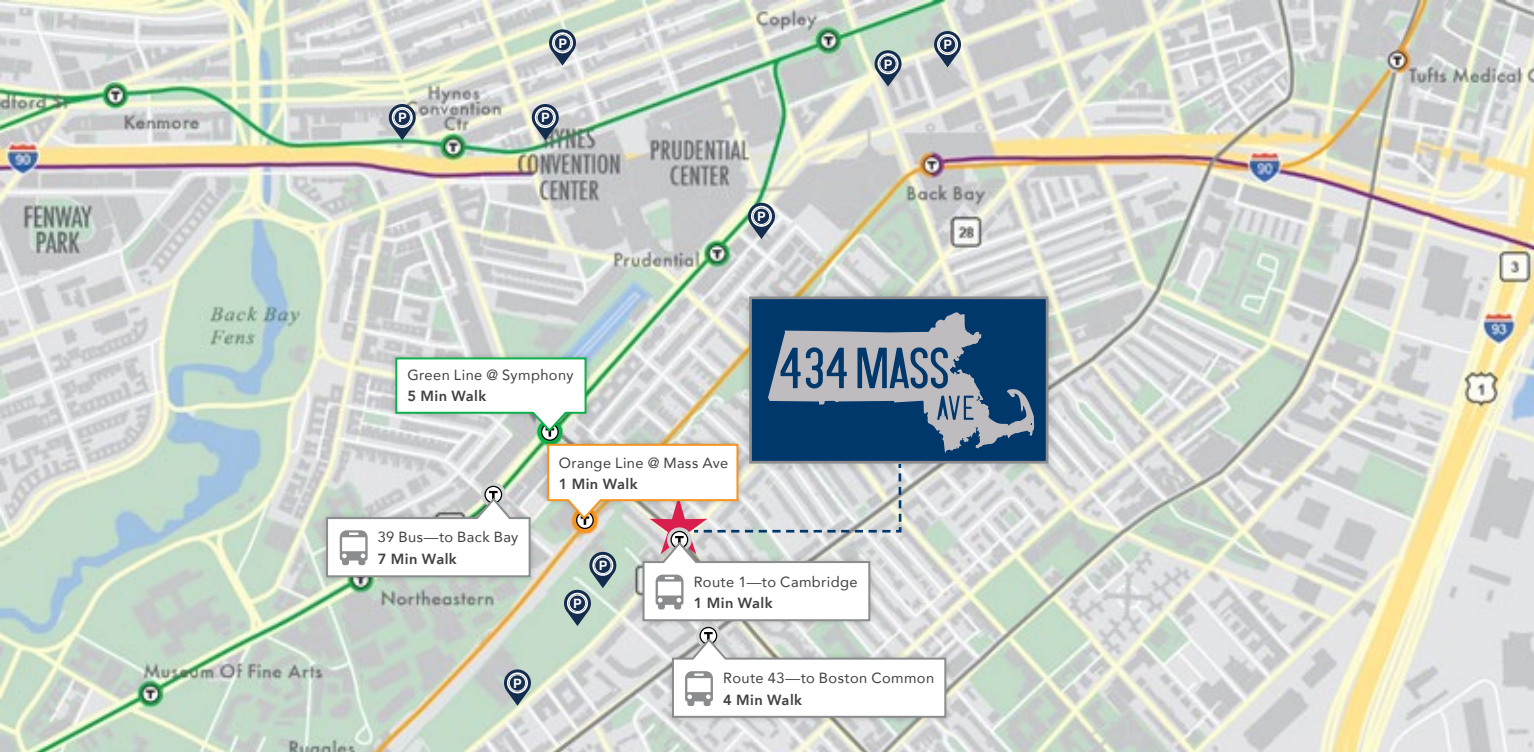 Copley
P
P
P
T
T
Tufts Medical C
dford St
T
Kenmore
Hynes
Convention
Ctr
P
P
T
90
HYNES
CONVENTION
CENTER
PRUDENTIAL
CENTER
T
Back Bay
90
FENWAY
PARK
P
28
Prudential
T
3
Back Bay
Fens
93
434 MASS
AVE
1
Green Line @ Symphony
5 Min Walk
T
Orange Line @ Mass Ave
1 Min Walk
T
T
39 Bus—to Back Bay
7 Min Walk
T
P
T
Northeastern
P
Route 1—to Cambridge
1 Min Walk
T
Museum Of Fine Arts
T
P
Route 43—to Boston Common
4 Min Walk
Ruggles